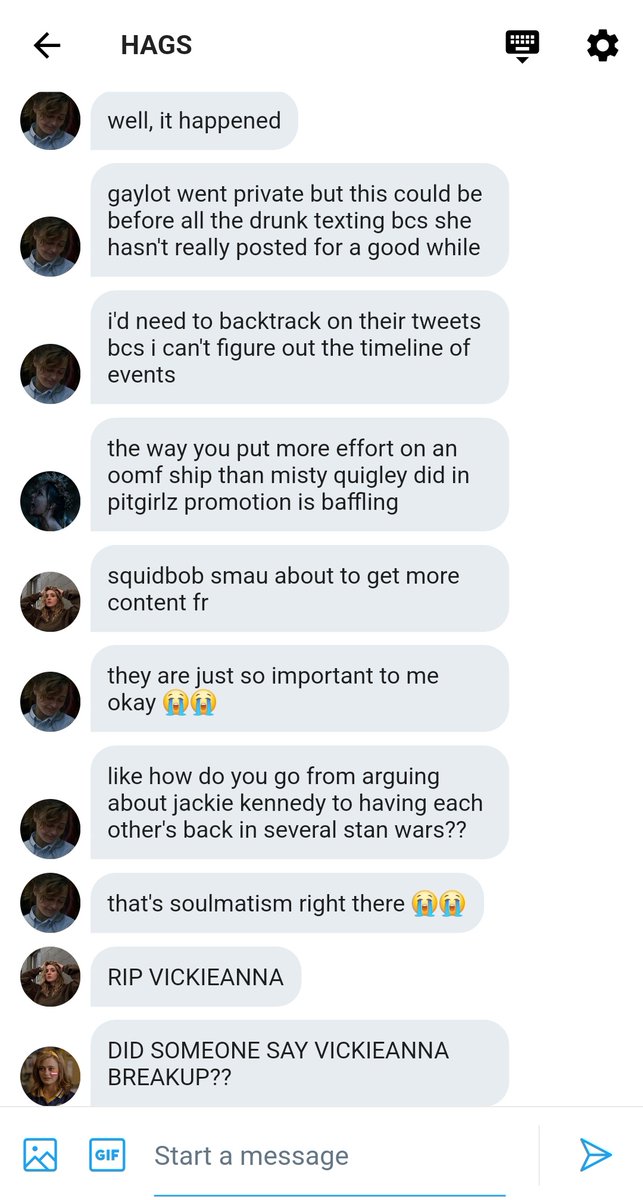 HAGS
well, it happened
gaylot went private but this could be
before all the drunk texting bcs she
hasn't really posted for a good while
i'd need to backtrack on their tweets
bcs i can't figure out the timeline of
events
the way you put more effort on an
oomf ship than misty quigley did in
pitgirlz promotion is baffling
squidbob smau about to get more
content fr
they are just so important to me
okay 😭😭
like how do you go from arguing
about jackie kennedy to having each
other's back in several stan wars??
that's soulmatism right there 😭😭
RIP VICKIEANNA
DID SOMEONE SAY VICKIEANNA
BREAKUP??
GIF
Start a message